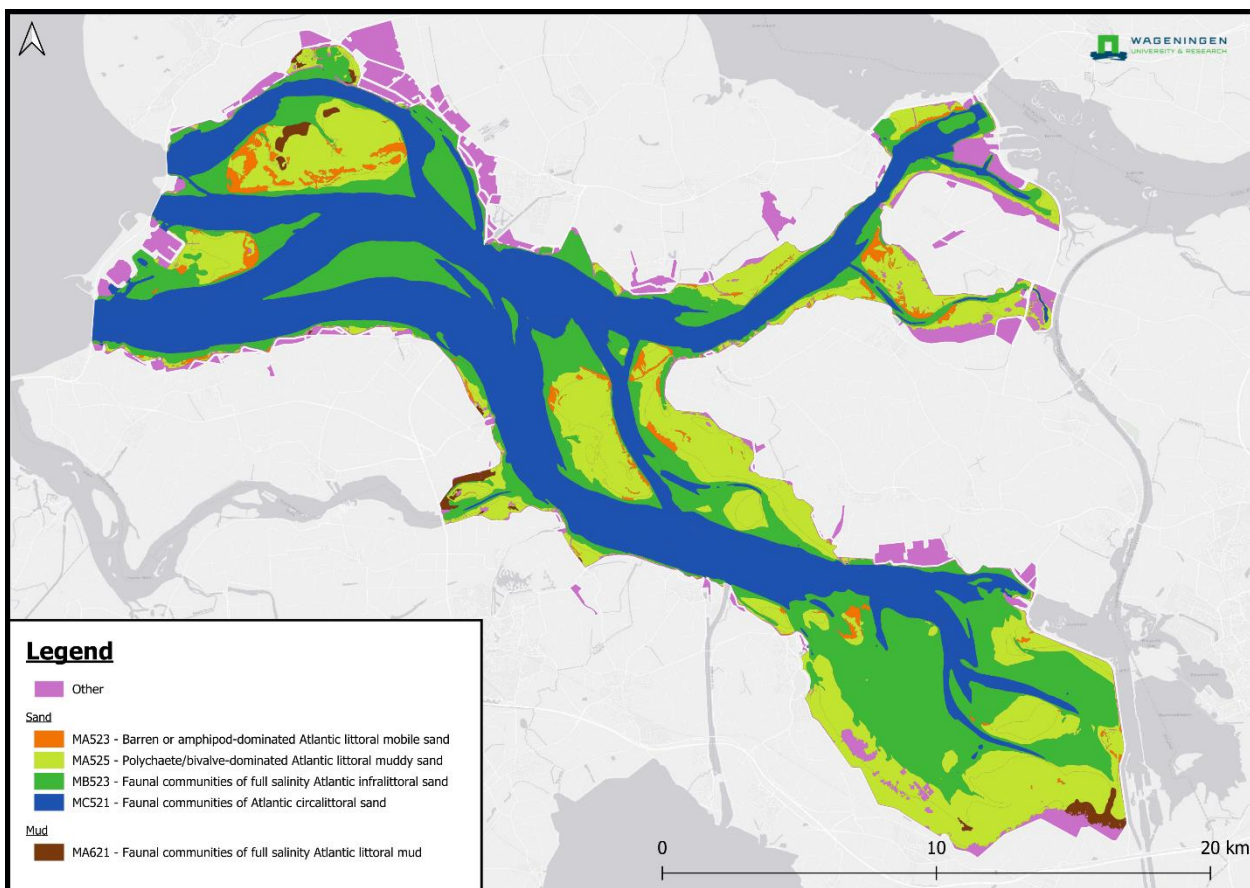 WAGENINGEN
UNIVERSITY & RESEARCH
Legend
Other
Sand
MA523 - Barren or amphipod-dominated Atlantic littoral mobile sand
MA525 - Polychaete/bivalve-dominated Atlantic littoral muddy sand
MB523 - Faunal communities of full salinity Atlantic infralittoral sand
MC521 - Faunal communities of Atlantic circalittoral sand
Mud
MA621 - Faunal communities of full salinity Atlantic littoral mud
0 10 20 km